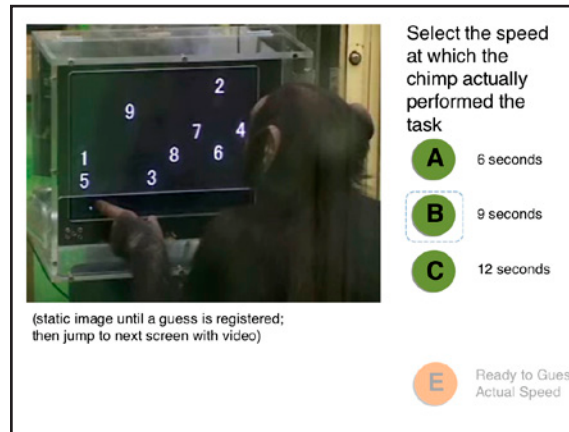 Select the speed
at which the
chimp actually
performed the
task
2
9
7
4
1
8
6
5
3
A
6 seconds
B
9 seconds
C
12 seconds
(static image until a guess is registered;
then jump to next screen with video)
E
Ready to Gues
Actual Speed